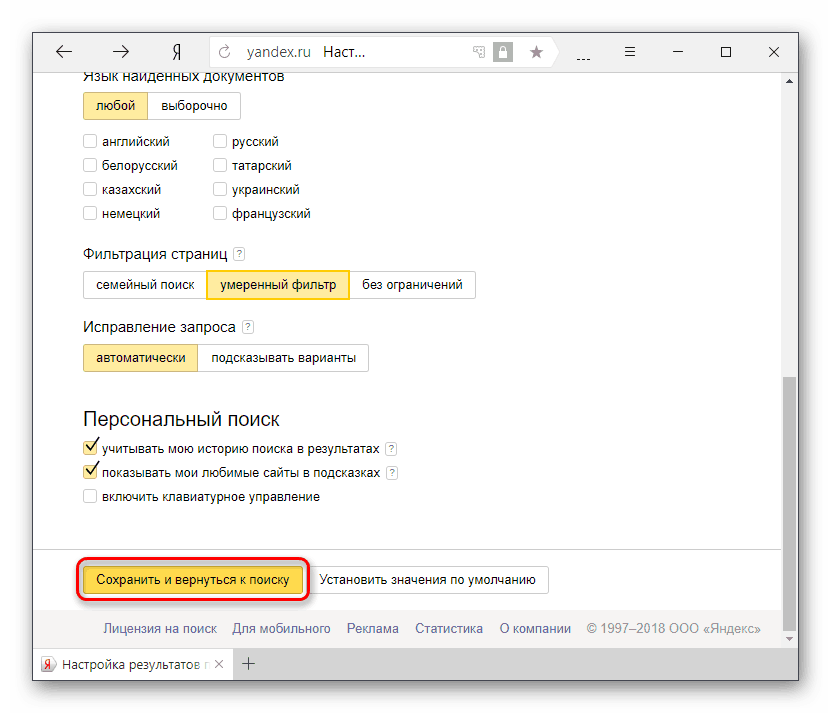 Я yandex.ru Наст... ...
Язык найденных документов
любой выборочно
английский русский
белорусский татарский
казахский украинский
немецкий французский
Фильтрация страниц ?
семейный поиск умеренный фильтр без ограничений
Исправление запроса ?
автоматически подсказывать варианты
Персональный поиск
учитывать мою историю поиска в результатах ?
показывать мои любимые сайты в подсказках ?
включить клавиатурное управление
Сохранить и вернуться к поиску Установить значения по умолчанию
Лицензия на поиск Для мобильного Реклама Статистика О компании © 1997–2018 ООО «Яндекс»
Я Настройка результатов п